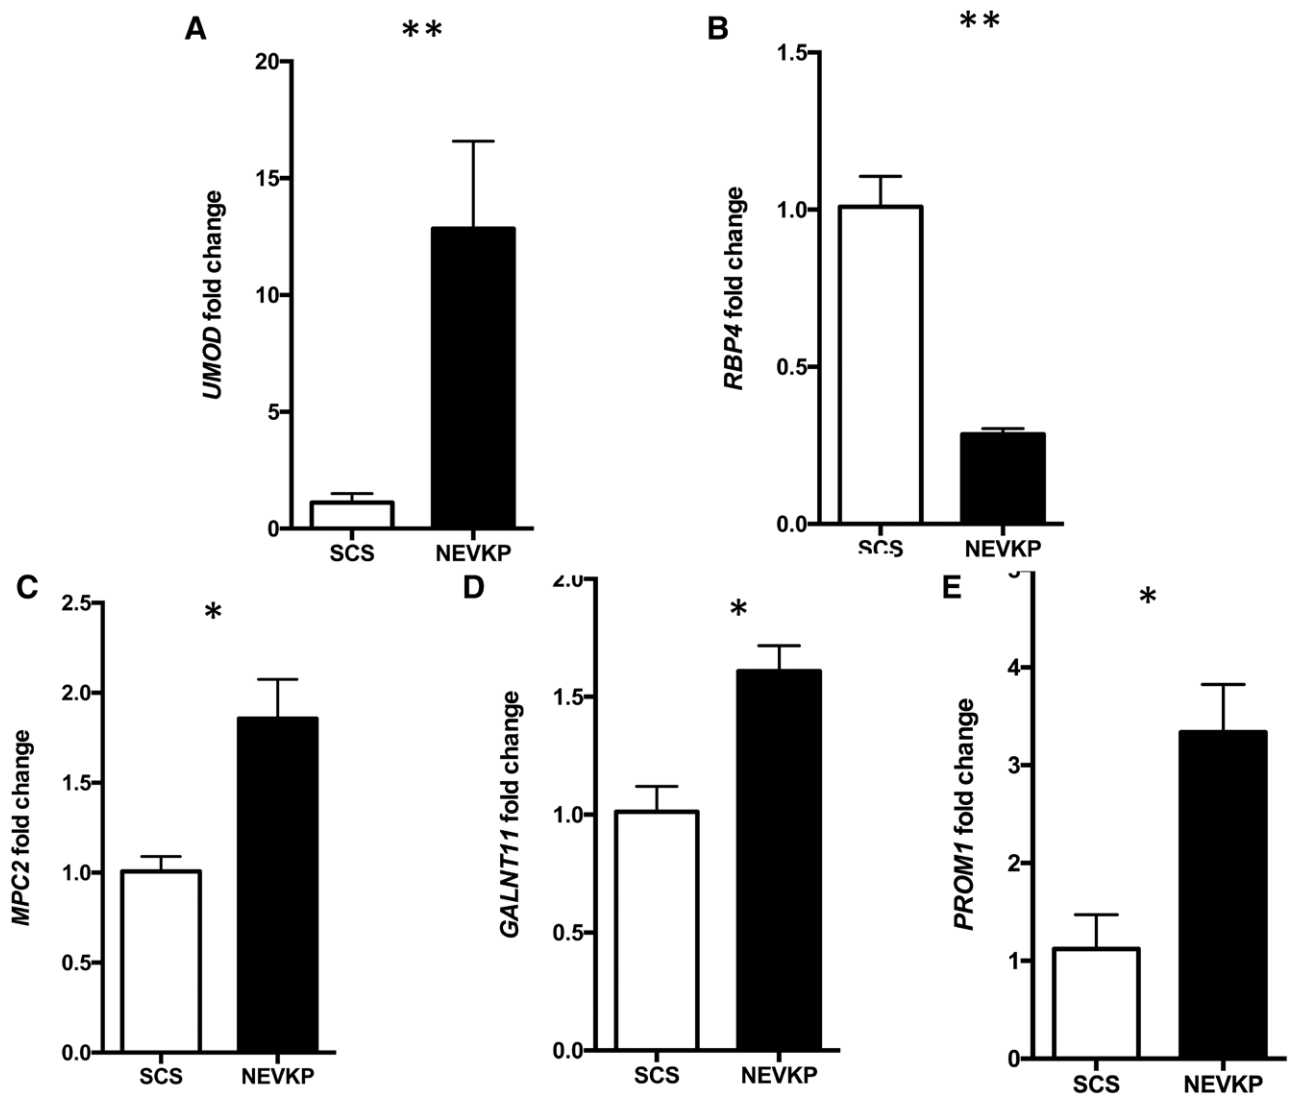 A
**
UMOD fold change
20
15
10
5
0
SCS
NEVKP
B
**
RBP4 fold change
1.5
1.0
0.5
0.0
SCS
NEVKP
C
*
MPC2 fold change
2.5
2.0
1.5
1.0
0.5
0.0
SCS
NEVKP
D
*
GALNT11 fold change
2.0
1.5
1.0
0.5
0.0
SCS
NEVKP
E
*
PROM1 fold change
5
4
3
2
1
0
SCS
NEVKP